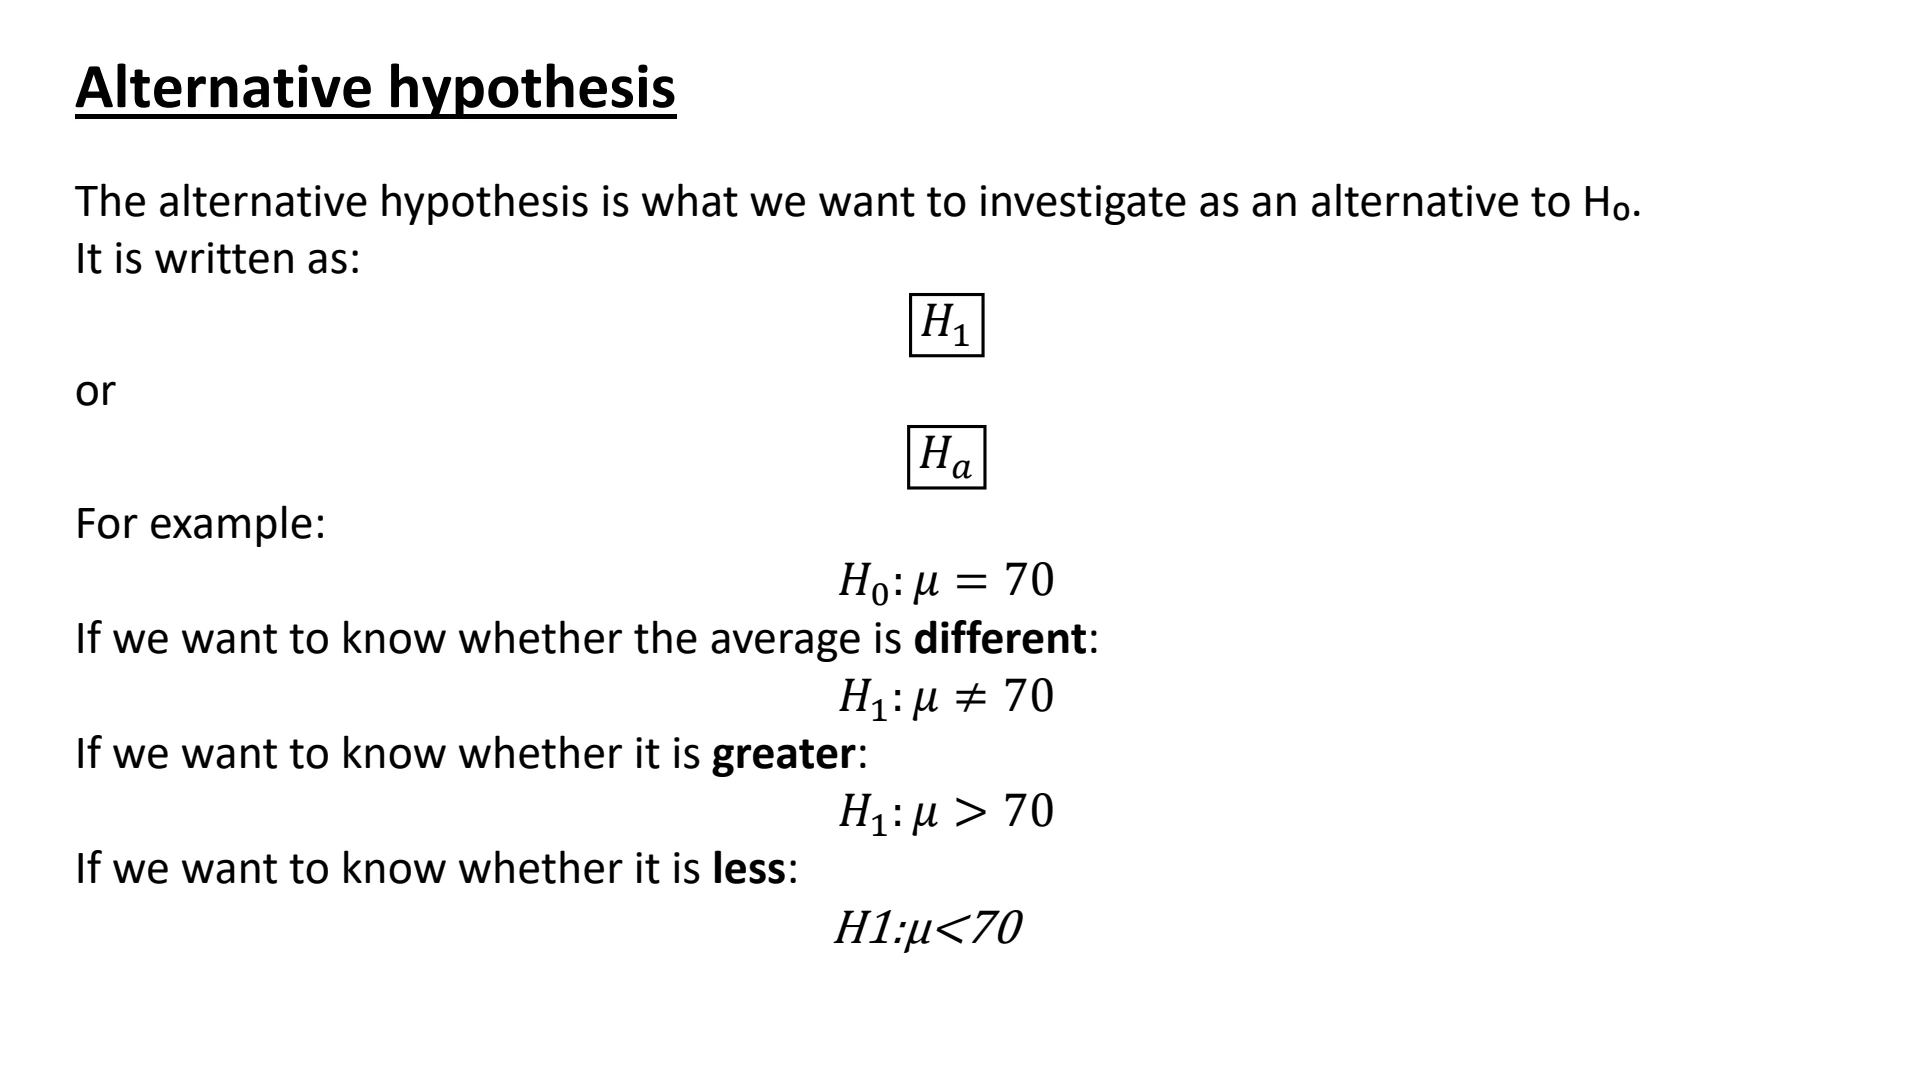 Alternative hypothesis
The alternative hypothesis is what we want to investigate as an alternative to H₀.
It is written as:
H₁
or
Hₐ
For example:
H₀: μ = 70
If we want to know whether the average is different:
H₁: μ ≠ 70
If we want to know whether it is greater:
H₁: μ > 70
If we want to know whether it is less:
H1:μ<70